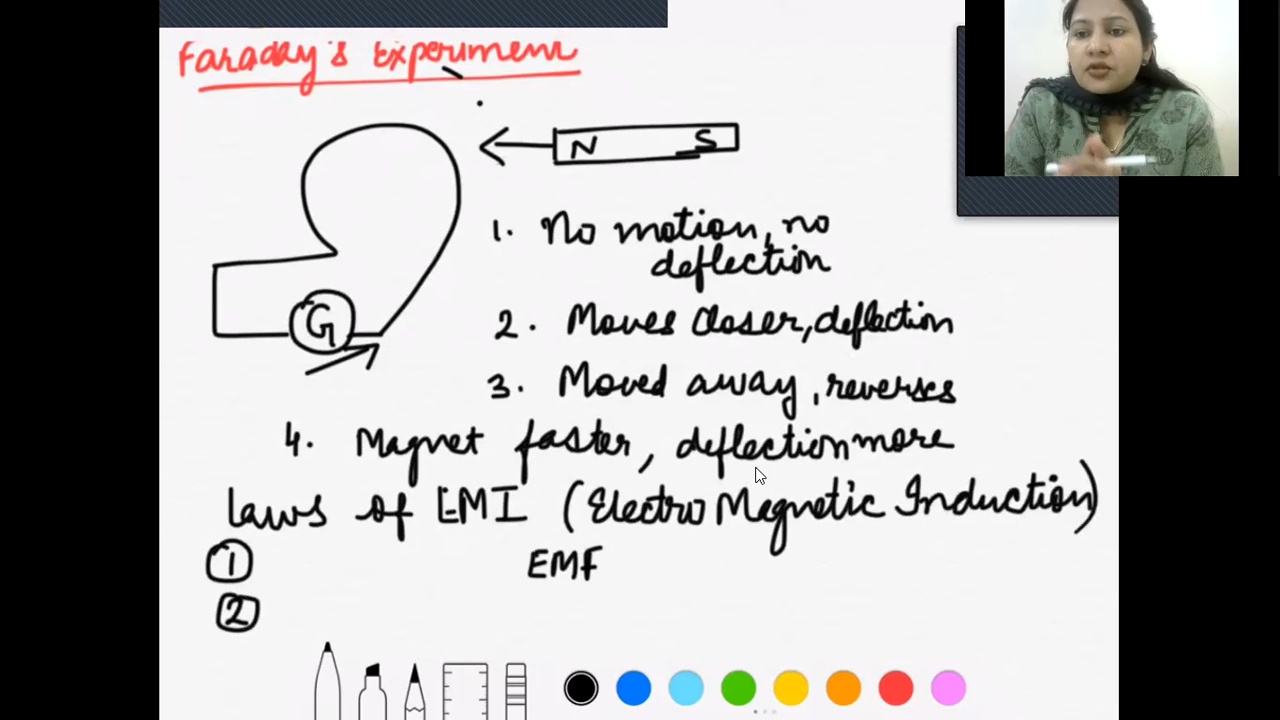 Faraday's Experiment
N S
1. No motion, no
deflection
G
2. Moves closer, deflection
3. Moved away, reverses
4. Magnet faster, deflection more
laws of EMI (Electro Magnetic Induction)
1
EMF
2